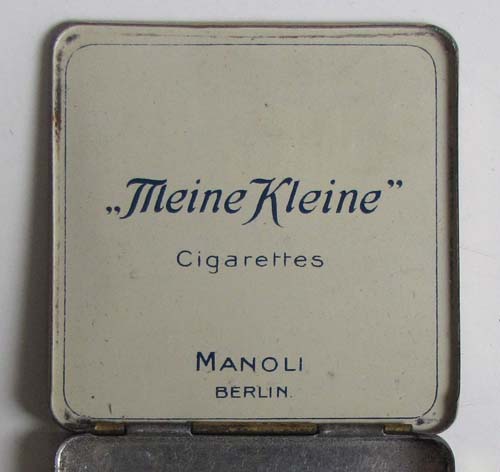 „Meine Kleine”
Cigarettes
MANOLI
BERLIN.